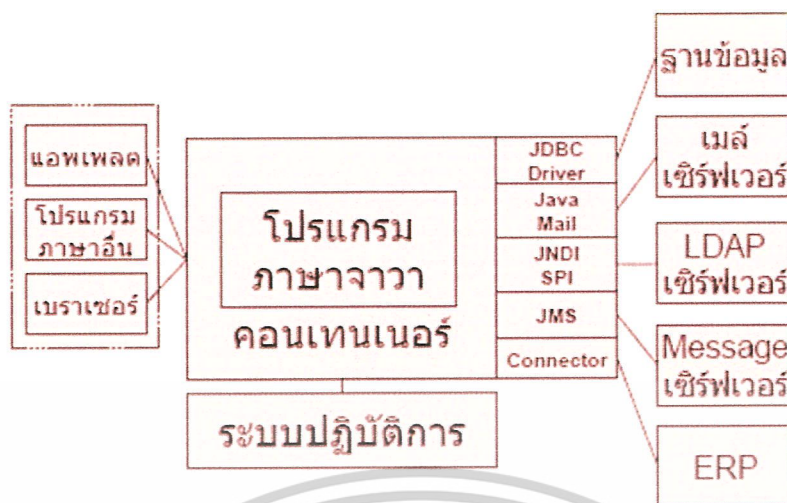 แอพเพลต
โปรแกรม
ภาษาอื่น
เบราเซอร์
โปรแกรม
ภาษาจาวา
คอนเทนเนอร์
ระบบปฏิบัติการ
JDBC
Driver
Java
Mail
JNDI
SPI
JMS
Connector
ฐานข้อมูล
เมล์
เซิร์ฟเวอร์
LDAP
เซิร์ฟเวอร์
Message
เซิร์ฟเวอร์
ERP